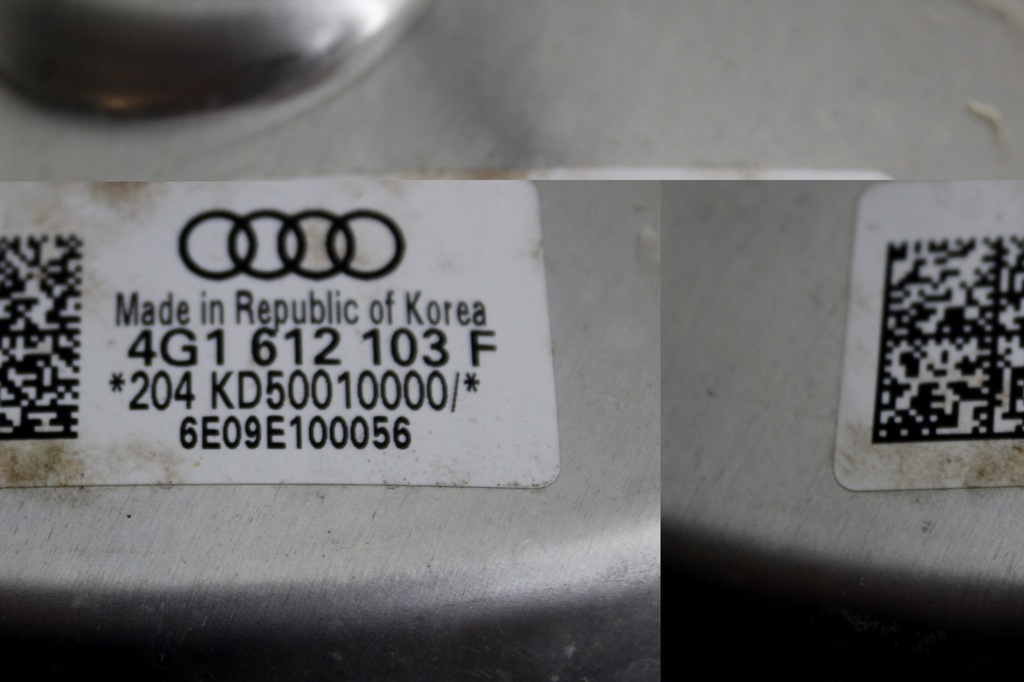 Made in Republic of Korea
4G1 612 103 F
*204 KD50010000/*
6E09E100056